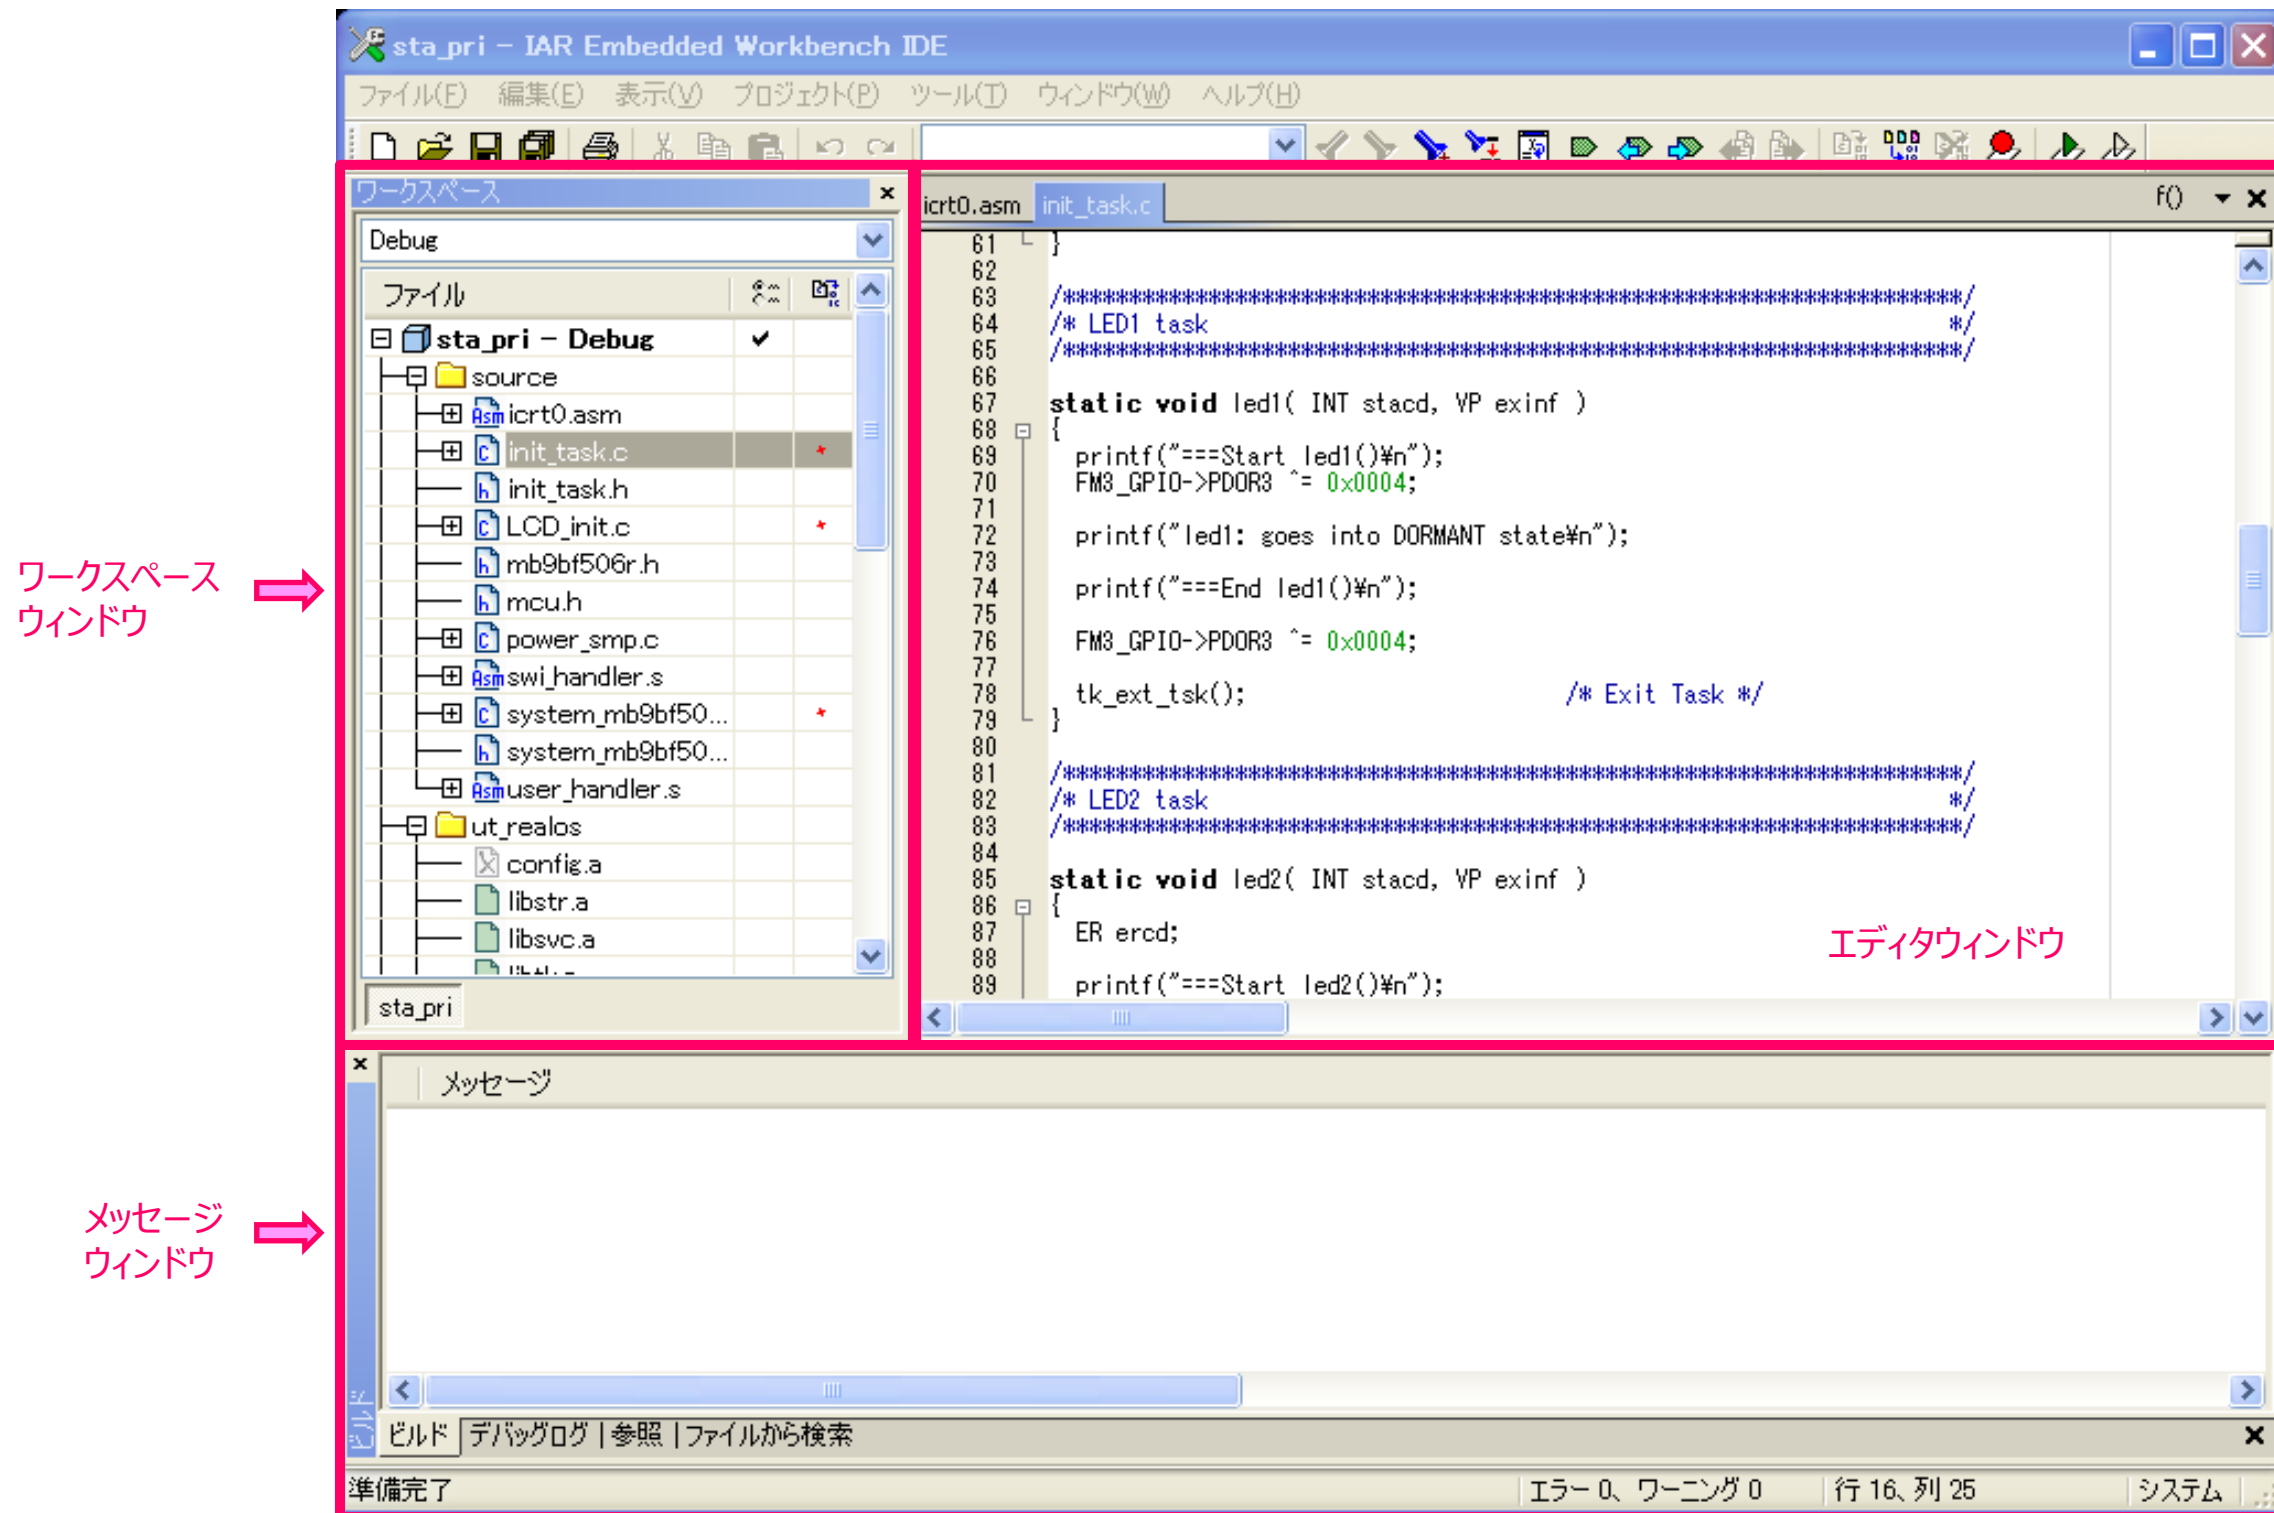 sta_pri - IAR Embedded Workbench IDE
ファイル(F) 編集(E) 表示(V) プロジェクト(P) ツール(T) ウィンドウ(W) ヘルプ(H)
ワークスペース
Debug
ファイル
sta_pri - Debug
source
icrt0.asm
init_task.c
init_task.h
LCD_init.c
mb9bf506r.h
mcu.h
power_smp.c
swi_handler.s
system_mb9bf50...
system_mb9bf50...
user_handler.s
ut_realos
config.a
libstr.a
libsvc.a
sta_pri
icrt0.asm init_task.c f()
61 }
62
63 /********************************************************************/
64 /* LED1 task */
65 /********************************************************************/
66
67 static void led1( INT stacd, VP exinf )
68 {
69 printf("===Start led1()¥n");
70 FM3_GPIO->PDOR3 ^= 0x0004;
71
72 printf("led1: goes into DORMANT state¥n");
73
74 printf("===End led1()¥n");
75
76 FM3_GPIO->PDOR3 ^= 0x0004;
77
78 tk_ext_tsk(); /* Exit Task */
79 }
80
81 /********************************************************************/
82 /* LED2 task */
83 /********************************************************************/
84
85 static void led2( INT stacd, VP exinf )
86 {
87 ER ercd;
88
89 printf("===Start led2()¥n");
エディタウィンドウ
ワークスペース
ウィンドウ
メッセージ
メッセージ
ウィンドウ
ビルド デバッグログ | 参照 | ファイルから検索
準備完了 エラー 0、ワーニング 0 行 16、列 25 システム